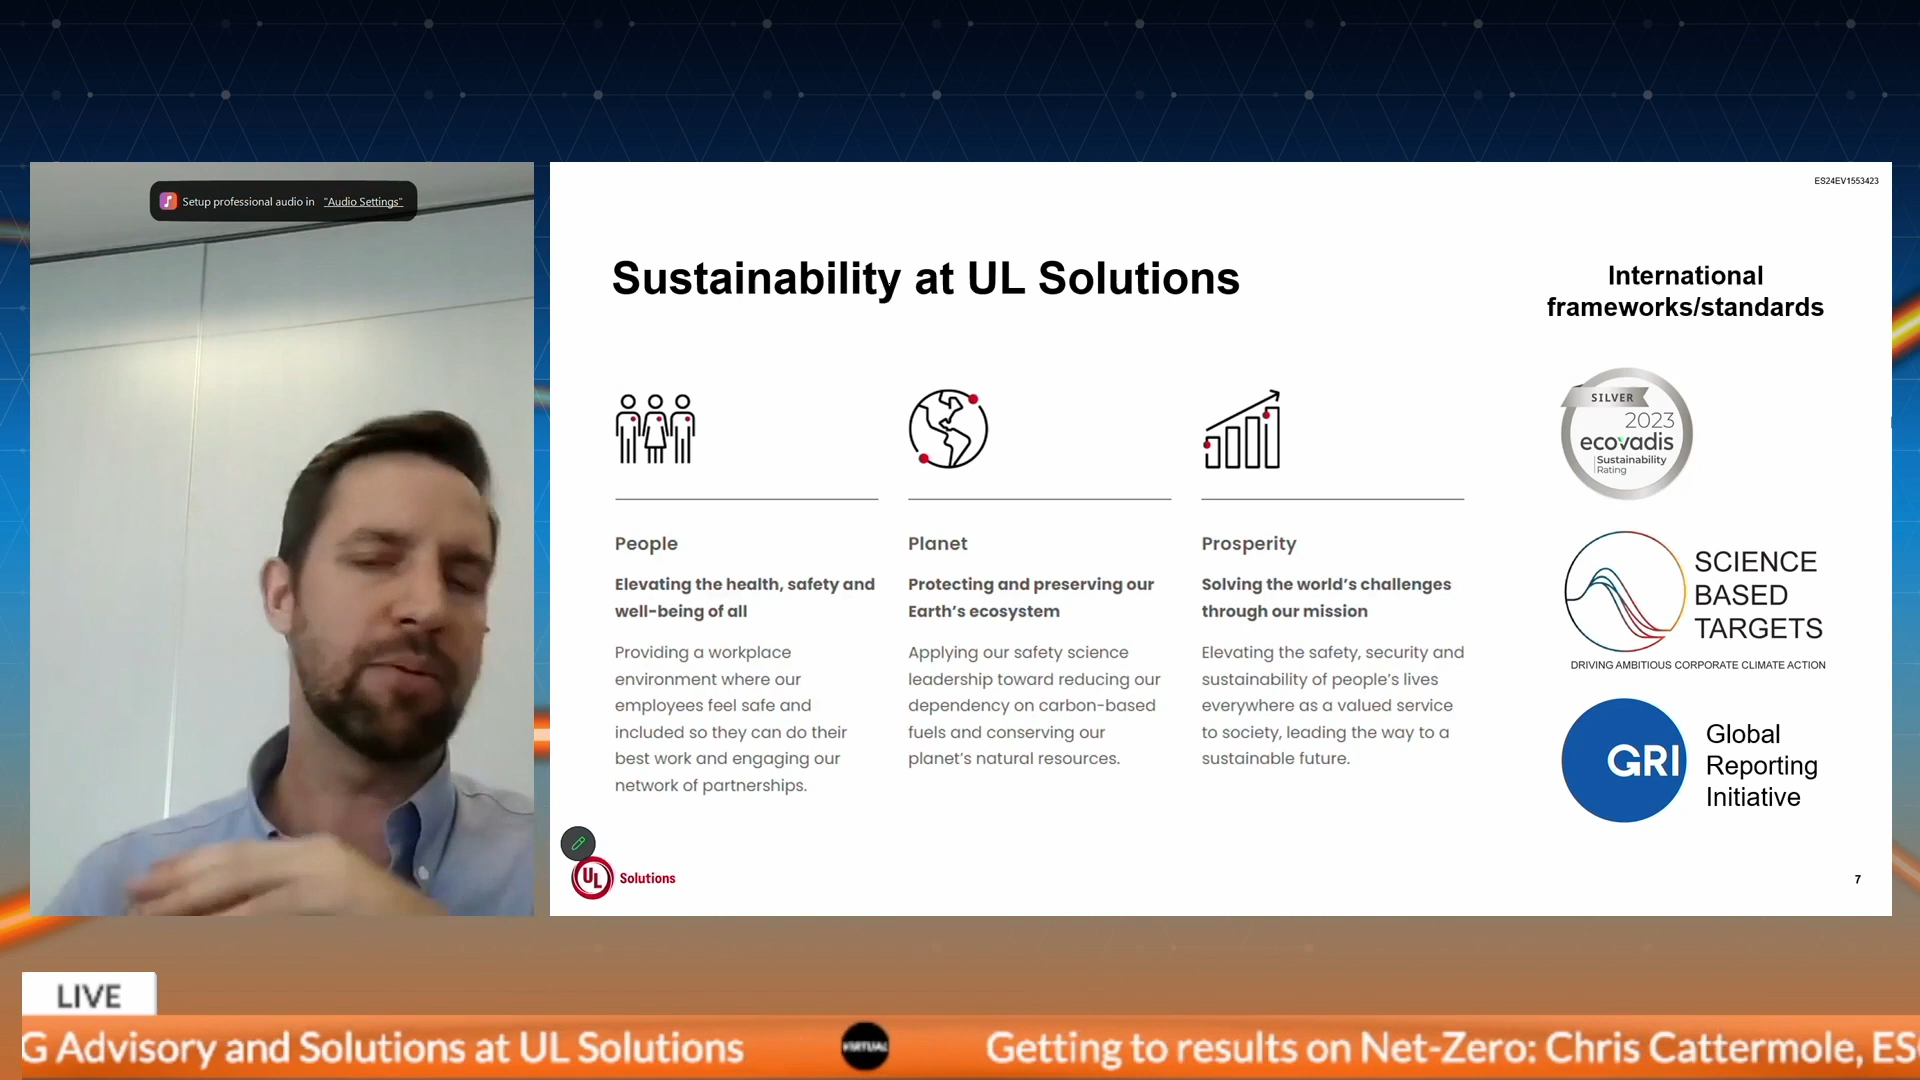 Setup professional audio in "Audio Settings"
ES24EV1553423
Sustainability at UL Solutions
International
frameworks/standards
People
Elevating the health, safety and
well-being of all
Providing a workplace
environment where our
employees feel safe and
included so they can do their
best work and engaging our
network of partnerships.
Planet
Protecting and preserving our
Earth's ecosystem
Applying our safety science
leadership toward reducing our
dependency on carbon-based
fuels and conserving our
planet's natural resources.
Prosperity
Solving the world's challenges
through our mission
Elevating the safety, security and
sustainability of people's lives
everywhere as a valued service
to society, leading the way to a
sustainable future.
SILVER
2023
ecovadis
Sustainability
Rating
SCIENCE
BASED
TARGETS
DRIVING AMBITIOUS CORPORATE CLIMATE ACTION
GRI
Global
Reporting
Initiative
UL Solutions
7
LIVE
G Advisory and Solutions at UL Solutions
Getting to results on Net-Zero: Chris Cattermole, ES